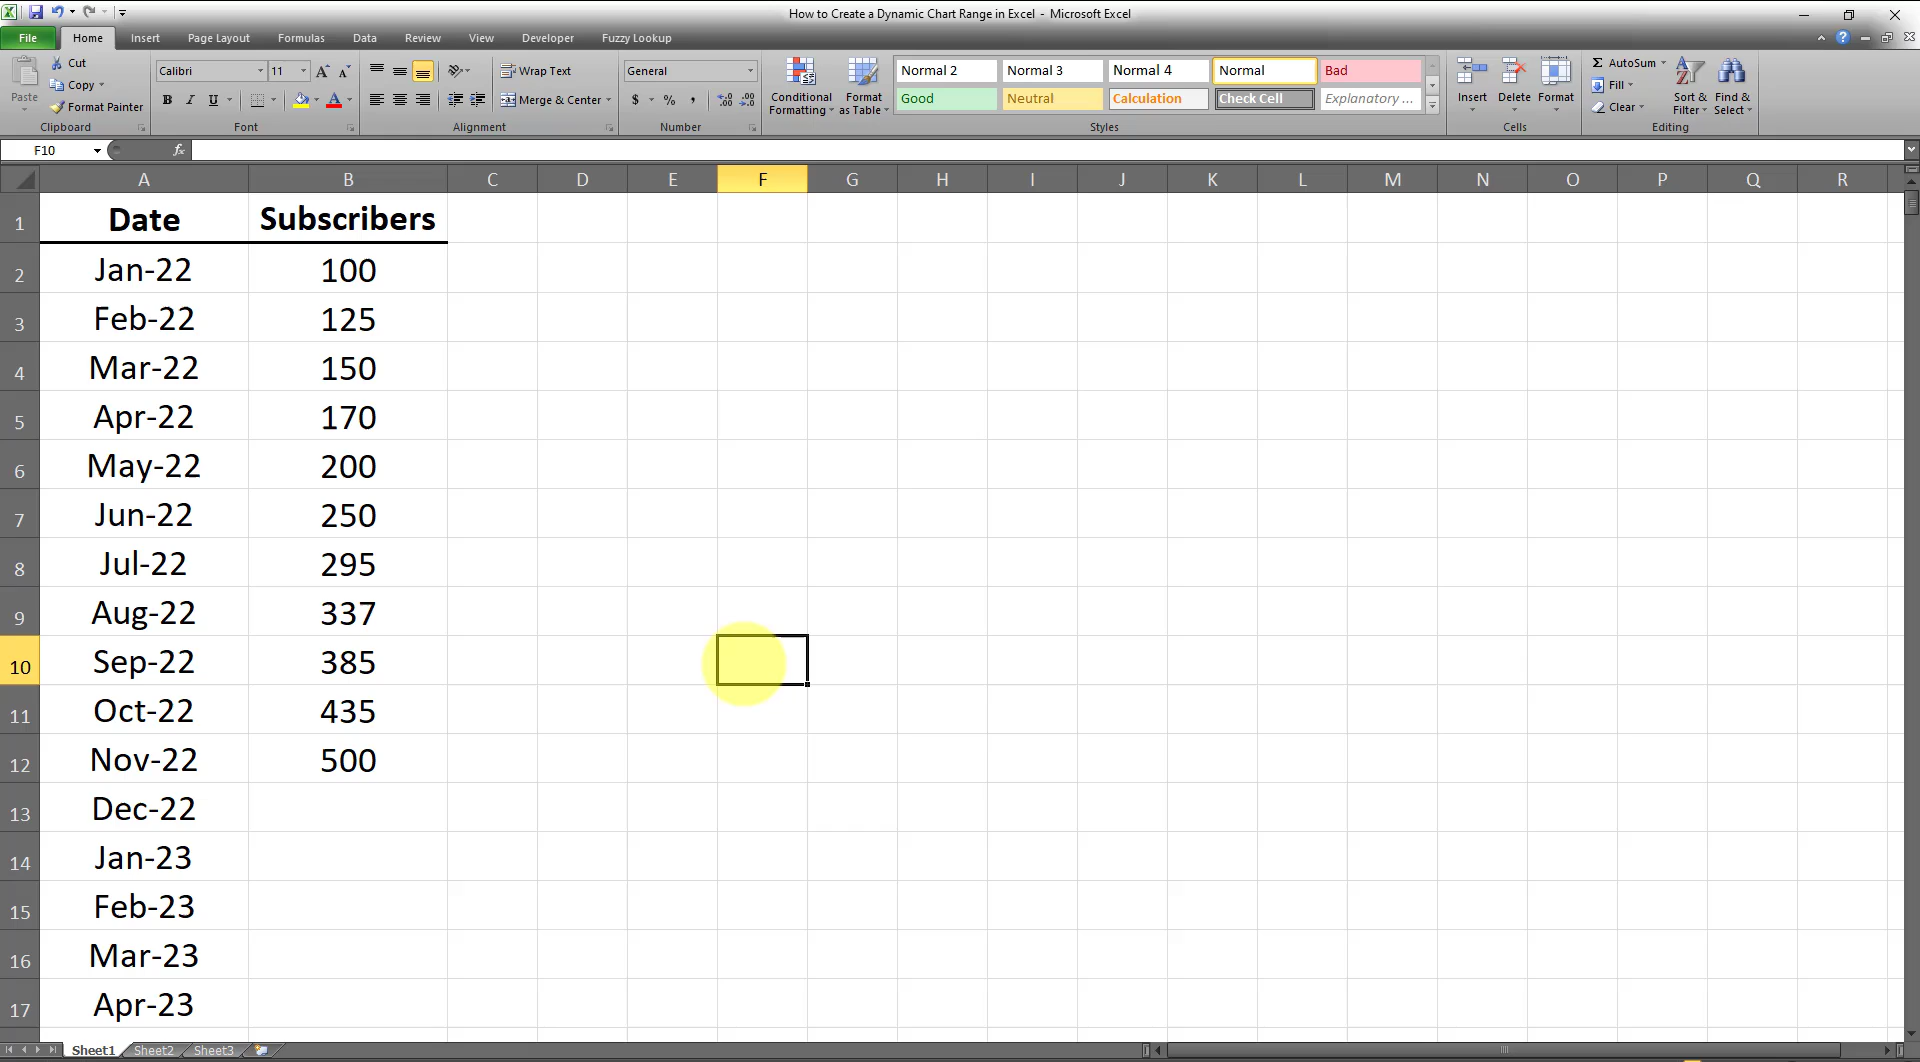 How to Create a Dynamic Chart Range in Excel - Microsoft Excel
File Home Insert Page Layout Formulas Data Review View Developer Fuzzy Lookup
Paste
Cut
Copy
Format Painter
Clipboard
Calibri 11
B I U
Font
Wrap Text
Merge & Center
Alignment
General
$ % ,
Number
Conditional Formatting
Format as Table
Normal 2 Normal 3 Normal 4 Normal Bad
Good Neutral Calculation Check Cell Explanatory ...
Styles
Insert Delete Format
Cells
Σ AutoSum
Fill
Clear
Sort & Filter
Find & Select
Editing
F10 fx
A B C D E F G H I J K L M N O P Q R
1 Date Subscribers
2 Jan-22 100
3 Feb-22 125
4 Mar-22 150
5 Apr-22 170
6 May-22 200
7 Jun-22 250
8 Jul-22 295
9 Aug-22 337
10 Sep-22 385
11 Oct-22 435
12 Nov-22 500
13 Dec-22
14 Jan-23
15 Feb-23
16 Mar-23
17 Apr-23
Sheet1 Sheet2 Sheet3